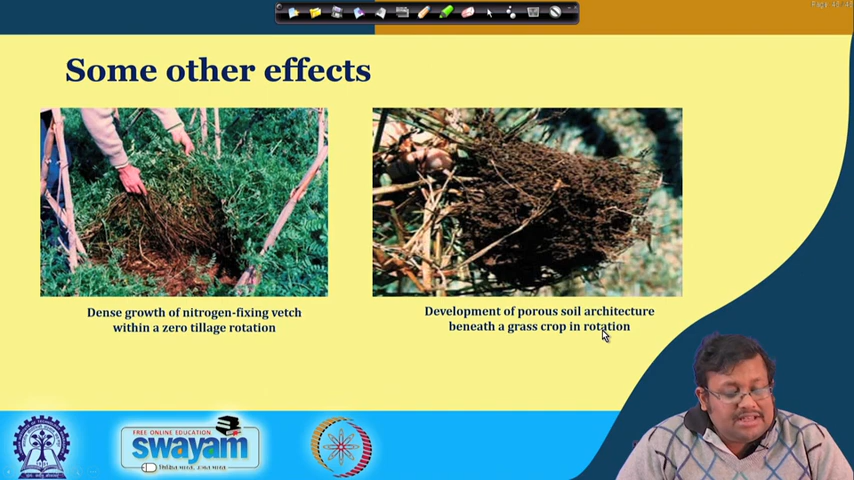 Some other effects
Dense growth of nitrogen-fixing vetch
within a zero tillage rotation
Development of porous soil architecture
beneath a grass crop in rotation
FREE ONLINE EDUCATION
swayam